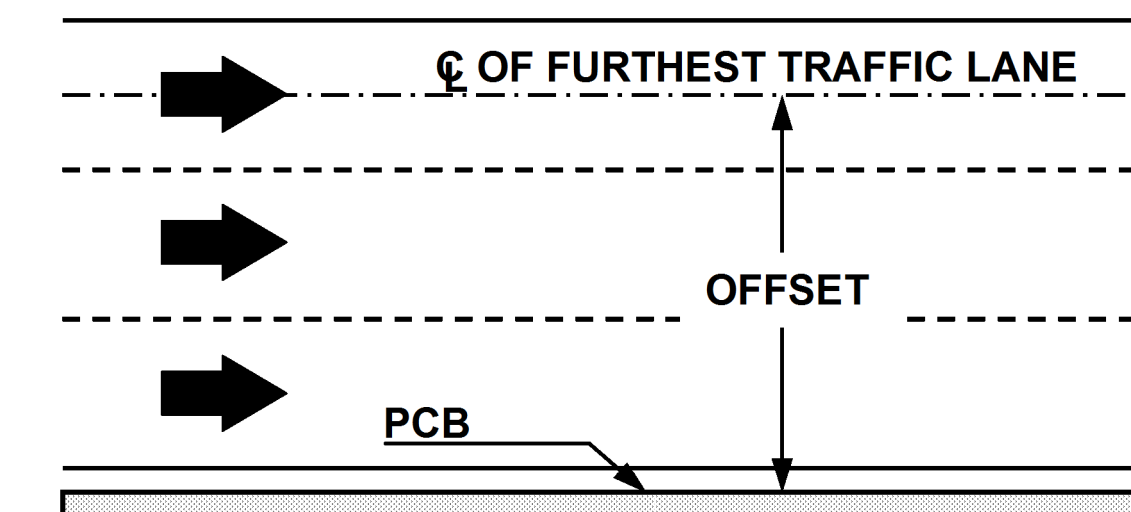 ℄ OF FURTHEST TRAFFIC LANE
OFFSET
PCB